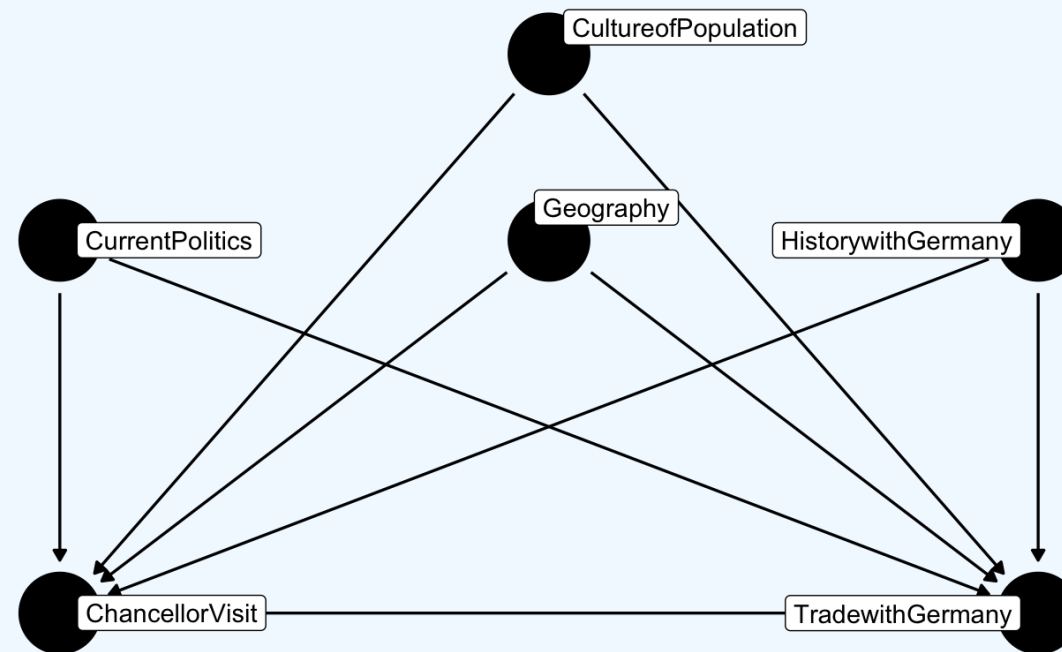 CultureofPopulation
Geography
CurrentPolitics
HistorywithGermany
ChancellorVisit
TradewithGermany